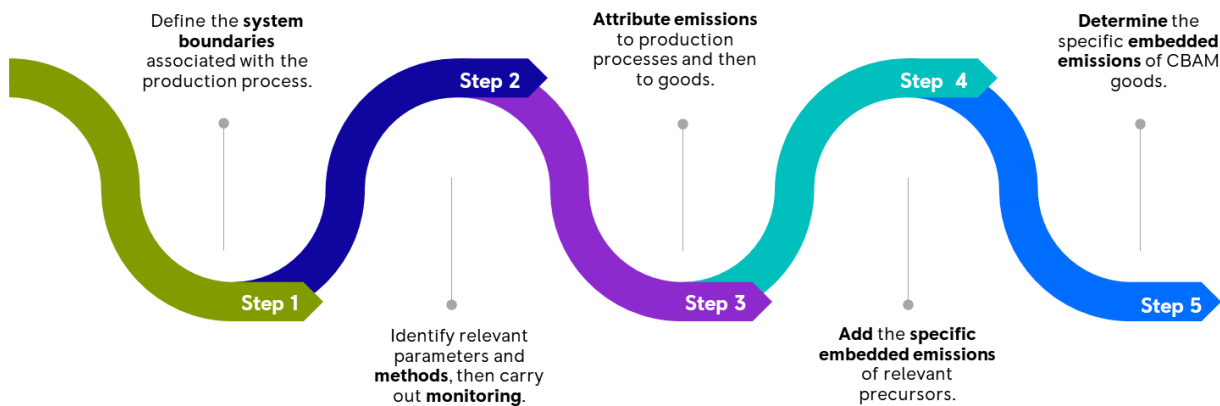 Define the system
boundaries
associated with the
production process.
Step 1
Step 2
Identify relevant
parameters and
methods, then carry
out monitoring.
Attribute emissions
to production
processes and then
to goods.
Step 3
Step 4
Add the specific
embedded emissions
of relevant
precursors.
Determine the
specific embedded
emissions of CBAM
goods.
Step 5